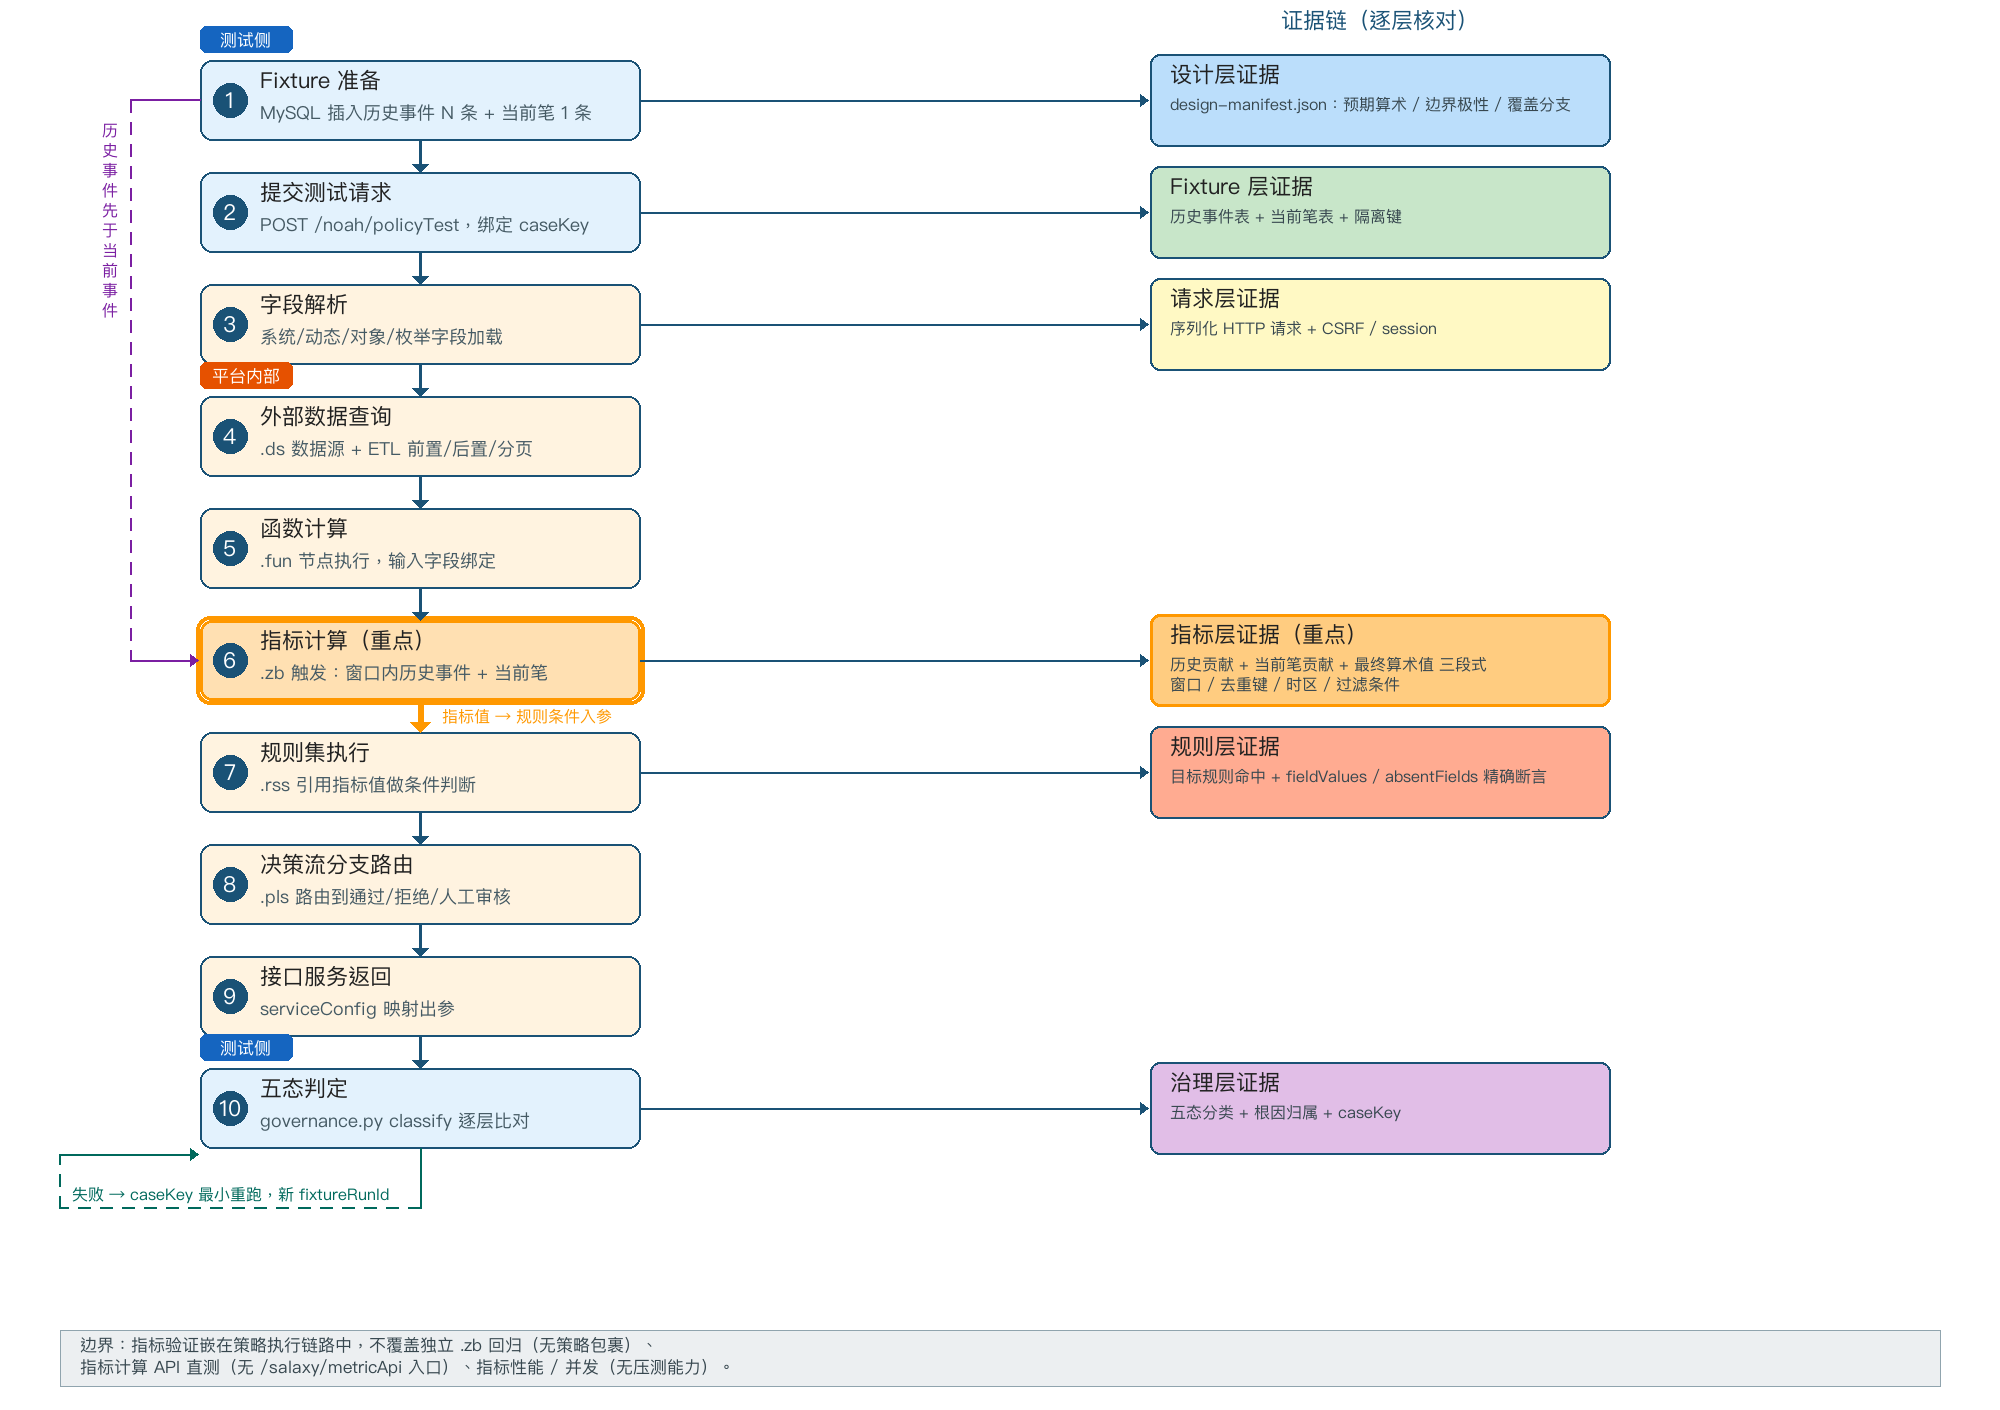 证据链（逐层核对）
测试侧
1
Fixture 准备
MySQL 插入历史事件 N 条 + 当前笔 1 条
设计层证据
design-manifest.json：预期算术 / 边界极性 / 覆盖分支
历史事件先于当前事件
2
提交测试请求
POST /noah/policyTest，绑定 caseKey
Fixture 层证据
历史事件表 + 当前笔表 + 隔离键
3
字段解析
系统/动态/对象/枚举字段加载
请求层证据
序列化 HTTP 请求 + CSRF / session
平台内部
4
外部数据查询
.ds 数据源 + ETL 前置/后置/分页
5
函数计算
.fun 节点执行，输入字段绑定
6
指标计算（重点）
.zb 触发：窗口内历史事件 + 当前笔
指标层证据（重点）
历史贡献 + 当前笔贡献 + 最终算术值 三段式
窗口 / 去重键 / 时区 / 过滤条件
指标值 → 规则条件入参
7
规则集执行
.rss 引用指标值做条件判断
规则层证据
目标规则命中 + fieldValues / absentFields 精确断言
8
决策流分支路由
.pls 路由到通过/拒绝/人工审核
9
接口服务返回
serviceConfig 映射出参
测试侧
10
五态判定
governance.py classify 逐层比对
治理层证据
五态分类 + 根因归属 + caseKey
失败 → caseKey 最小重跑，新 fixtureRunId
边界：指标验证嵌在策略执行链路中，不覆盖独立 .zb 回归（无策略包裹）、
指标计算 API 直测（无 /salaxy/metricApi 入口）、指标性能 / 并发（无压测能力）。